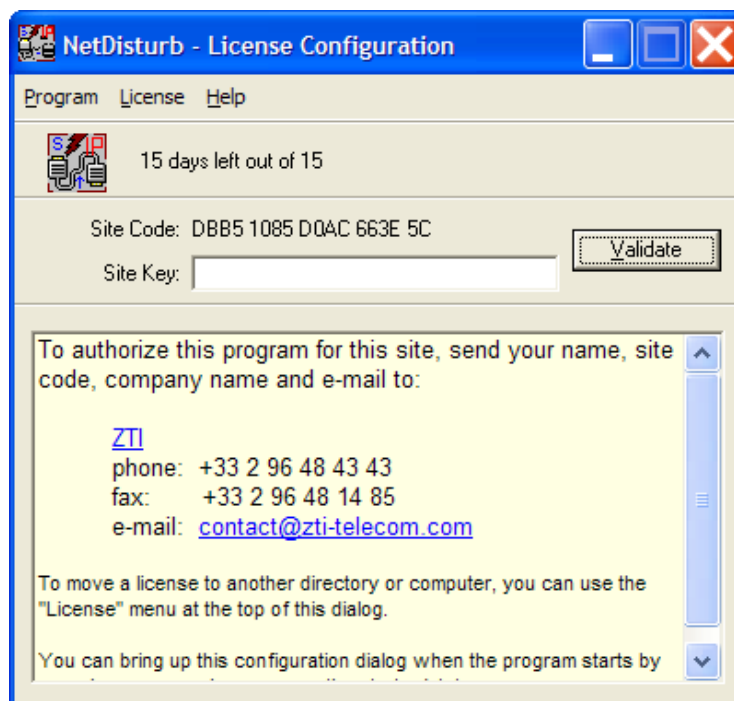 NetDisturb - License Configuration
Program License Help
15 days left out of 15
Site Code: DBB5 1085 D0AC 663E 5C
Validate
Site Key:
To authorize this program for this site, send your name, site
code, company name and e-mail to:
ZTI
phone: +33 2 96 48 43 43
fax: +33 2 96 48 14 85
e-mail: contact@zti-telecom.com
To move a license to another directory or computer, you can use the
"License" menu at the top of this dialog.
You can bring up this configuration dialog when the program starts by